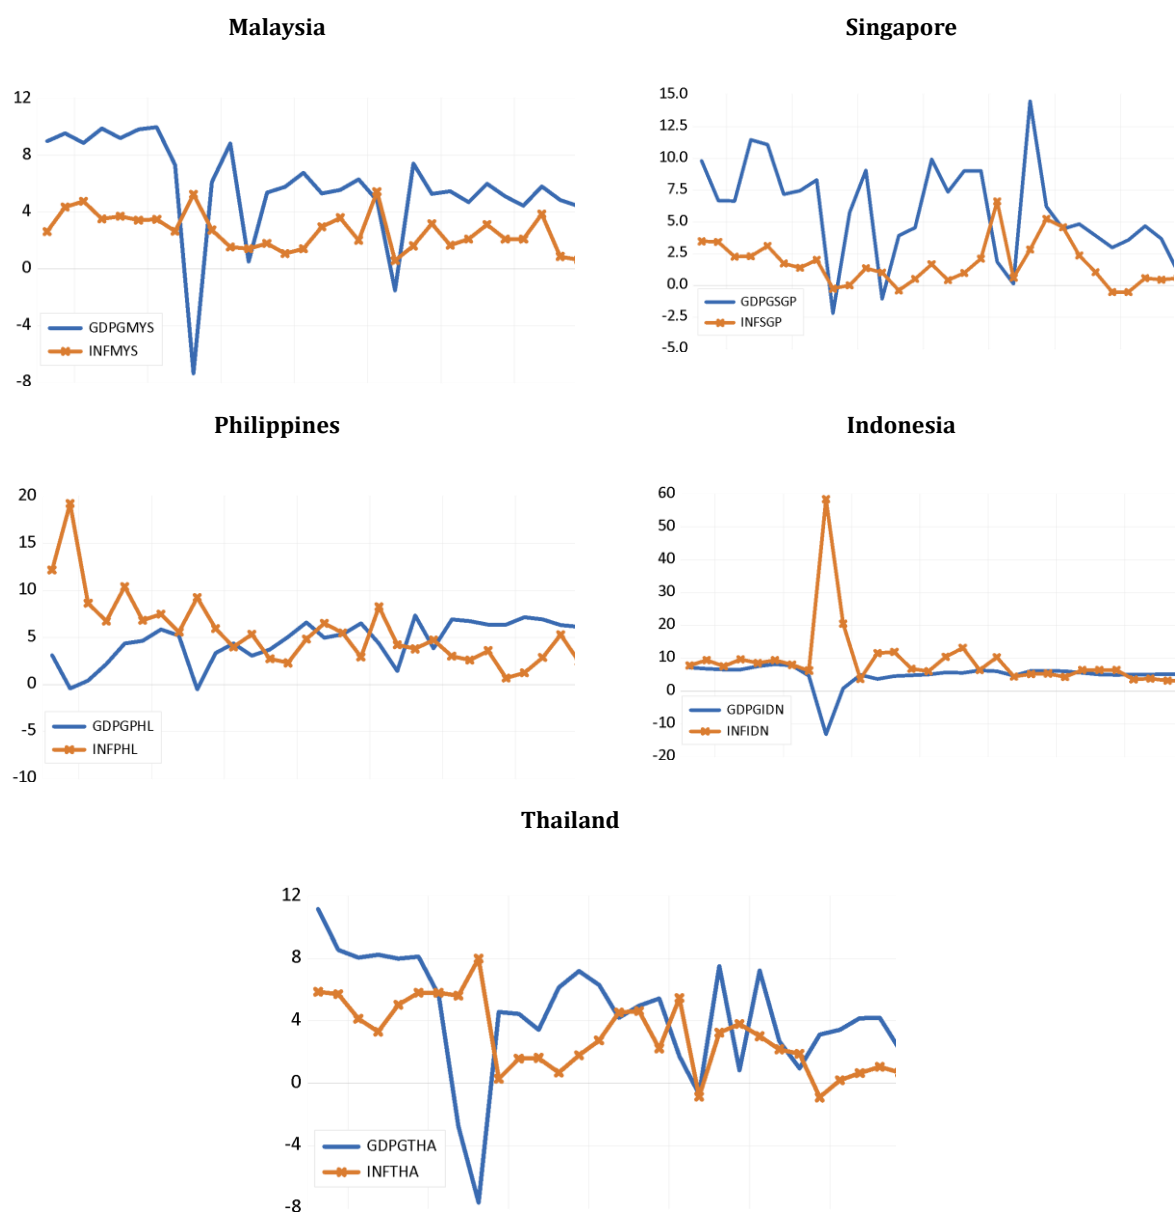 Malaysia
12
8
4
0
-4
-8
GDPGMYS
INFMYS
Singapore
15.0
12.5
10.0
7.5
5.0
2.5
0.0
-2.5
-5.0
GDPGSGP
INFSGP
Philippines
20
15
10
5
0
-5
-10
GDPGPHL
INFPHL
Indonesia
60
50
40
30
20
10
0
-10
-20
GDPGIDN
INFIDN
Thailand
12
8
4
0
-4
-8
GDPGTHA
INFTHA